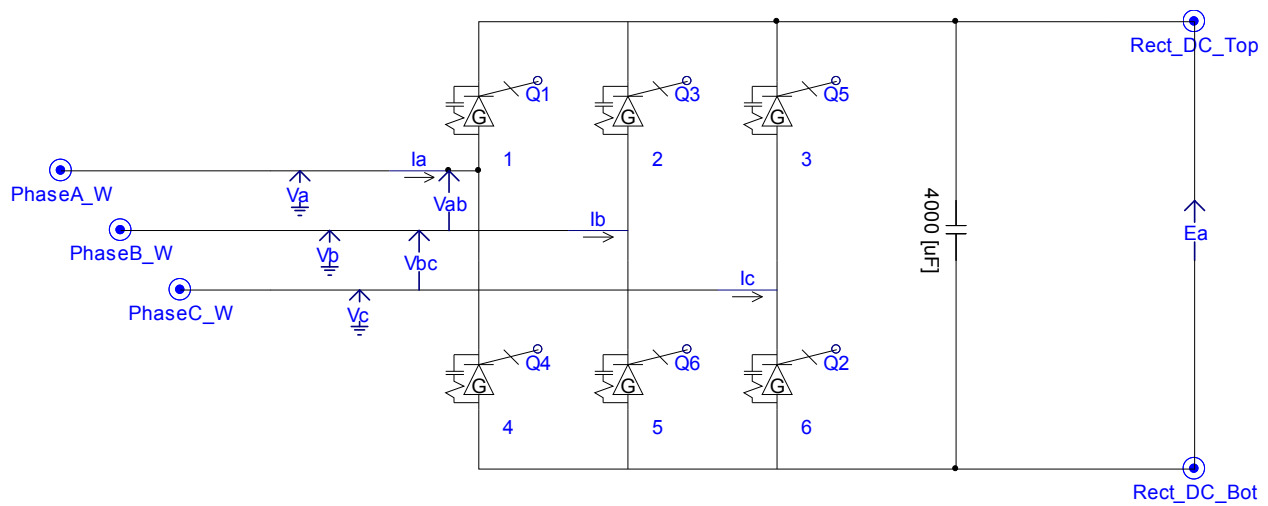 Rect_DC_Top
Q1
Q3
Q5
G
G
G
1
2
3
Ia
PhaseA_W
Va
Vab
Ib
PhaseB_W
Vb
Vbc
Ic
PhaseC_W
Vc
4000 [uF]
Ea
Q4
Q6
Q2
G
G
G
4
5
6
Rect_DC_Bot